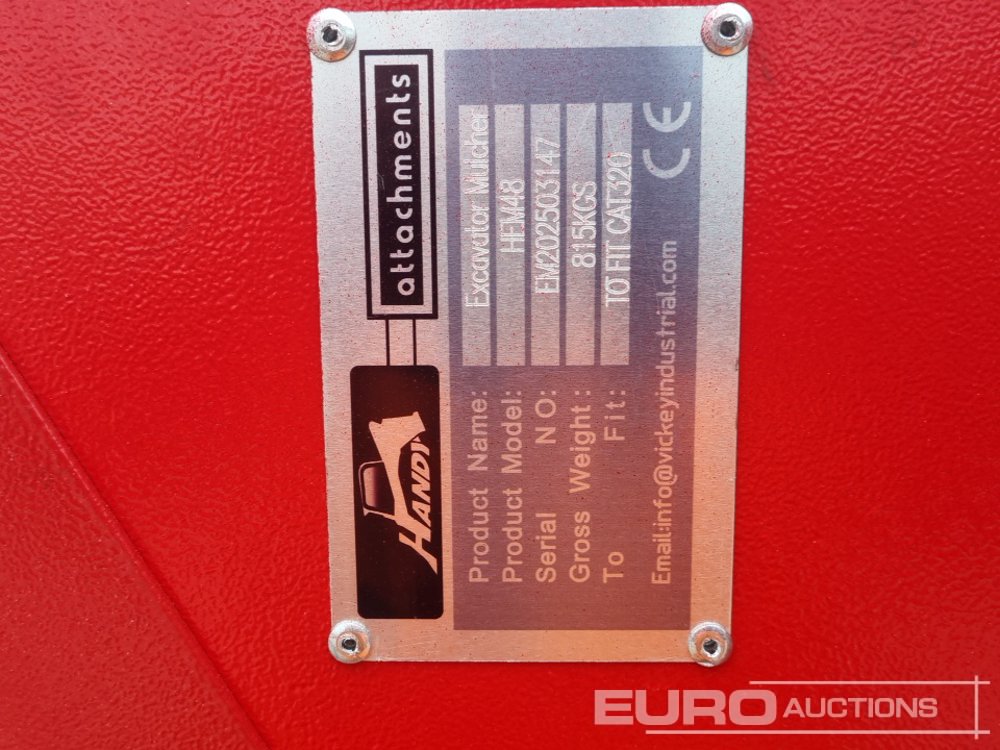 HANDY attachments
Product Name: Excavator Mulcher
Product Model: HEM48
Serial NO: EM202503147
Gross Weight: 815KGS
To Fit: TO FIT CAT320
Email:info@vickeyindustrial.com CE
EURO AUCTIONS